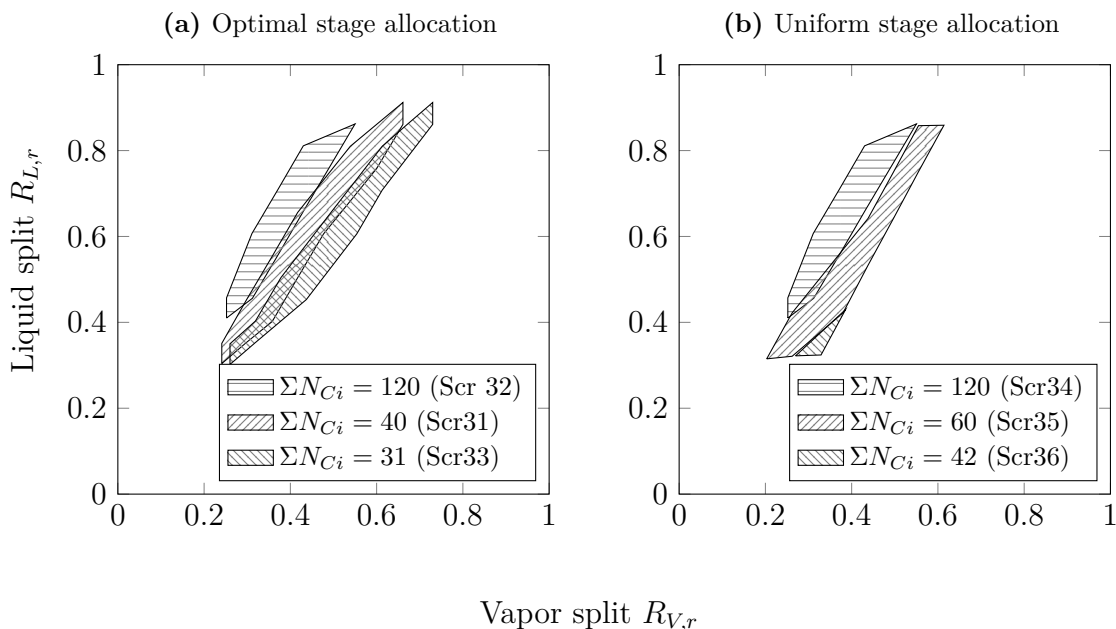 (a) Optimal stage allocation
(b) Uniform stage allocation
Liquid split R_{L,r}
1
0.8
0.6
0.4
0.2
0
ΣN_{Ci} = 120 (Scr 32)
ΣN_{Ci} = 40 (Scr31)
ΣN_{Ci} = 31 (Scr33)
0 0.2 0.4 0.6 0.8 1
1
0.8
0.6
0.4
0.2
0
ΣN_{Ci} = 120 (Scr34)
ΣN_{Ci} = 60 (Scr35)
ΣN_{Ci} = 42 (Scr36)
0 0.2 0.4 0.6 0.8 1
Vapor split R_{V,r}